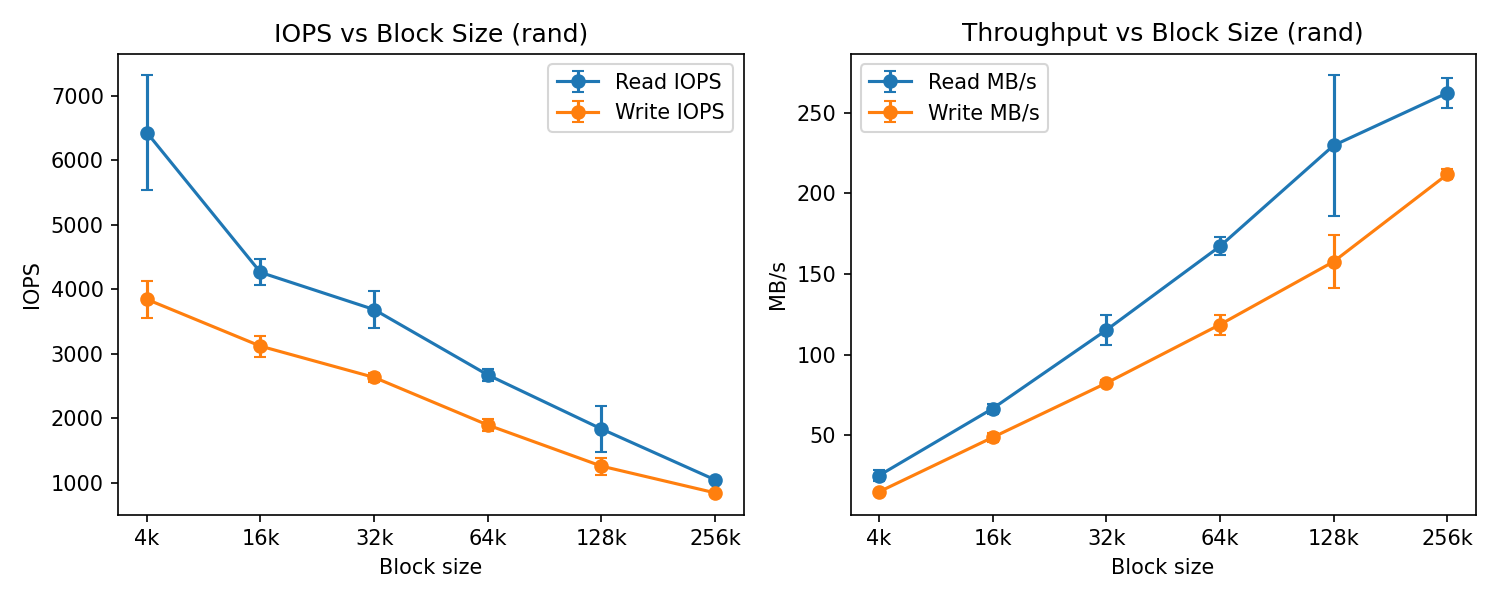 IOPS vs Block Size (rand)
Read IOPS
Write IOPS
IOPS
7000
6000
5000
4000
3000
2000
1000
4k 16k 32k 64k 128k 256k
Block size
Throughput vs Block Size (rand)
Read MB/s
Write MB/s
MB/s
250
200
150
100
50
4k 16k 32k 64k 128k 256k
Block size